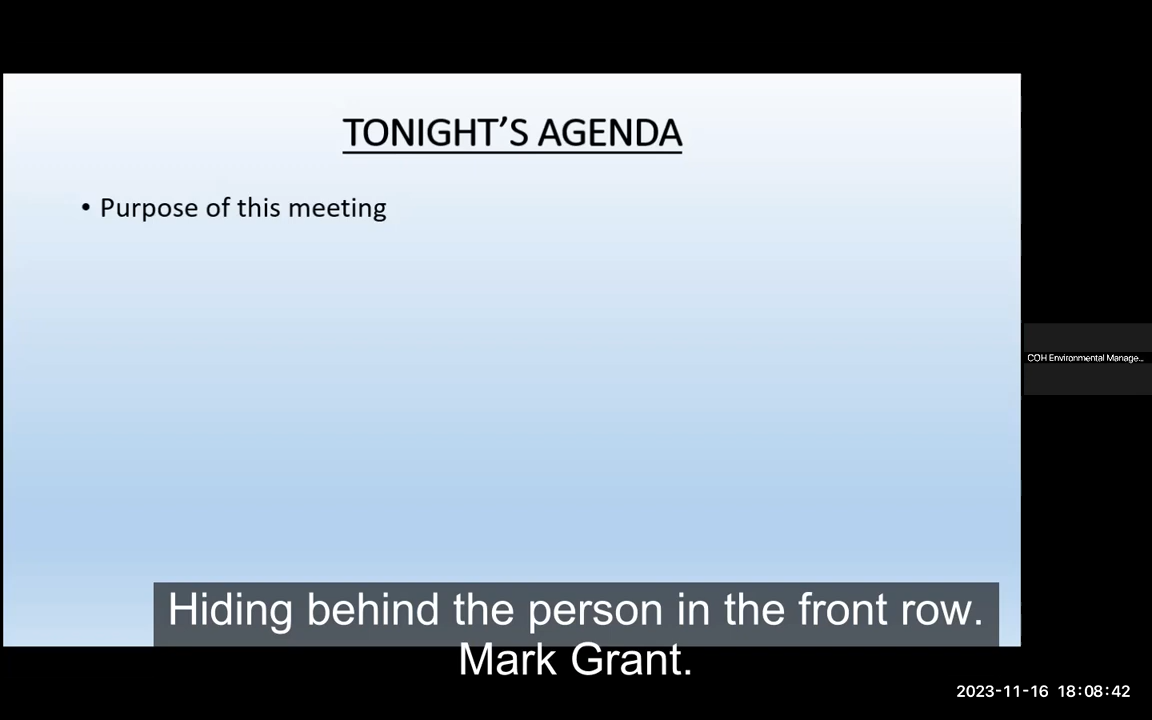 TONIGHT’S AGENDA
• Purpose of this meeting
COH Environmental Manage...
Hiding behind the person in the front row.
Mark Grant.
2023-11-16 18:08:42